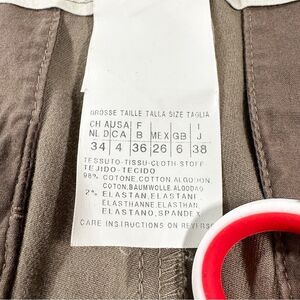 GROSSE TAILLE TALLA SIZE TAGLIA
CH AUSA F I
NL D CA B MEX GB J
34 4 36 26 6 38
TESSUTO-TISSU-CLOTH-STOFF
TEJIDO-TECIDO
98% COTONE,COTTON,ALGODON
COTON,BAUMWOLLE,ALGODAO
2% ELASTAN,ELASTANE
ELASTHANNE,ELASTHAN
ELASTANO,SPANDEX
CARE INSTRUCTIONS ON REVERSE